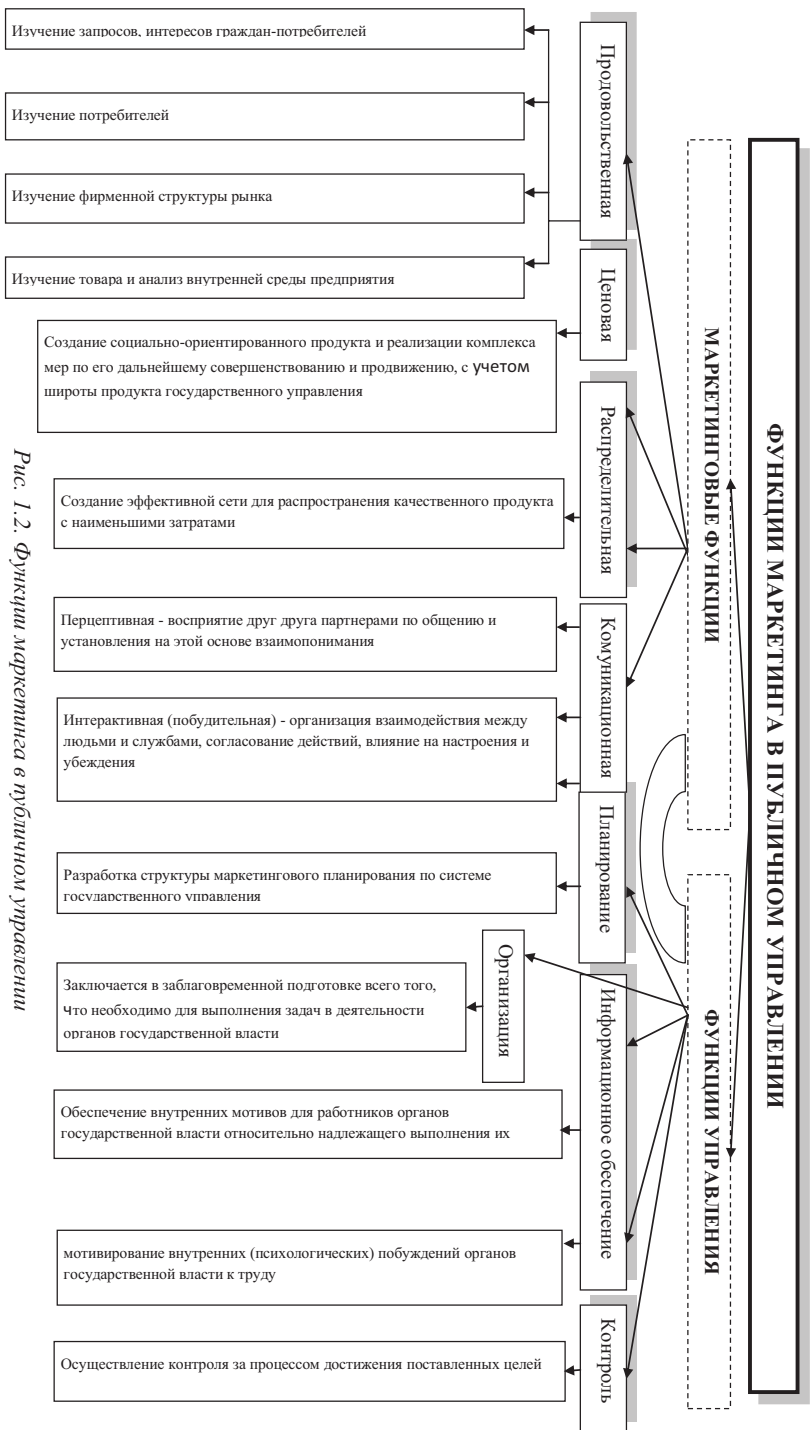 ФУНКЦИИ МАРКЕТИНГА В ПУБЛИЧНОМ УПРАВЛЕНИИ
МАРКЕТИНГОВЫЕ ФУНКЦИИ
ФУНКЦИИ УПРАВЛЕНИЯ
Продовольственная
Ценовая
Распределительная
Комуникационная
Планирование
Организация
Информационное обеспечение
Контроль
Изучение запросов, интересов граждан-потребителей
Изучение потребителей
Изучение фирменной структуры рынка
Изучение товара и анализ внутренней среды предприятия
Создание социально-ориентированного продукта и реализации комплекса
мер по его дальнейшему совершенствованию и продвижению, с учетом
широты продукта государственного управления
Создание эффективной сети для распространения качественного продукта
с наименьшими затратами
Перцептивная - восприятие друг друга партнерами по общению и
установления на этой основе взаимопонимания
Интерактивная (побудительная) - организация взаимодействия между
людьми и службами, согласование действий, влияние на настроения и
убеждения
Разработка структуры маркетингового планирования по системе
государственного управления
Заключается в заблаговременной подготовке всего того,
Что необходимо для выполнения задач в деятельности
органов государственной власти
Обеспечение внутренних мотивов для работников органов
государственной власти относительно надлежащего выполнения их
мотивирование внутренних (психологических) побуждений органов
государственной власти к труду
Осуществление контроля за процессом достижения поставленных целей
Рис. 1.2. Функции маркетинга в публичном управлении